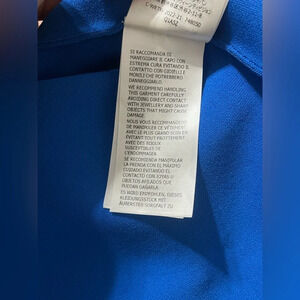 SI RACCOMANDA DI
MANEGGIARE IL CAPO CON
ESTREMA CURA EVITANDO IL
CONTATTO CON GIOIELLI E
MONILI CHE POTREBBERO
DANNEGGIARLO.
WE RECOMMEND HANDLING
THIS GARMENT CAREFULLY
AVOIDING DIRECT CONTACT
WITH JEWELLERY AND SHARP
OBJECTS THAT MIGHT CAUSE
DAMAGE.
NOUS VOUS RECOMMANDONS
DE MANIPULER CE VÊTEMENT
AVEC LE PLUS GRAND SOIN EN
ÉVITANT TOUT FROTTEMENT
AVEC DES BIJOUX
SUSCEPTIBLES DE
L'ENDOMMAGER.
SE RECOMIENDA MANIPULAR
LA PRENDA CON EL MÁXIMO
CUIDADO EVITANDO EL
CONTACTO CON JOYAS U
OBJETOS AFILADOS QUE
PUEDAN DAÑARLA.
ES WIRD EMPFOHLEN, DIESES
KLEIDUNGSSTÜCK MIT
ÄUßERSTER SORGFALT ZU